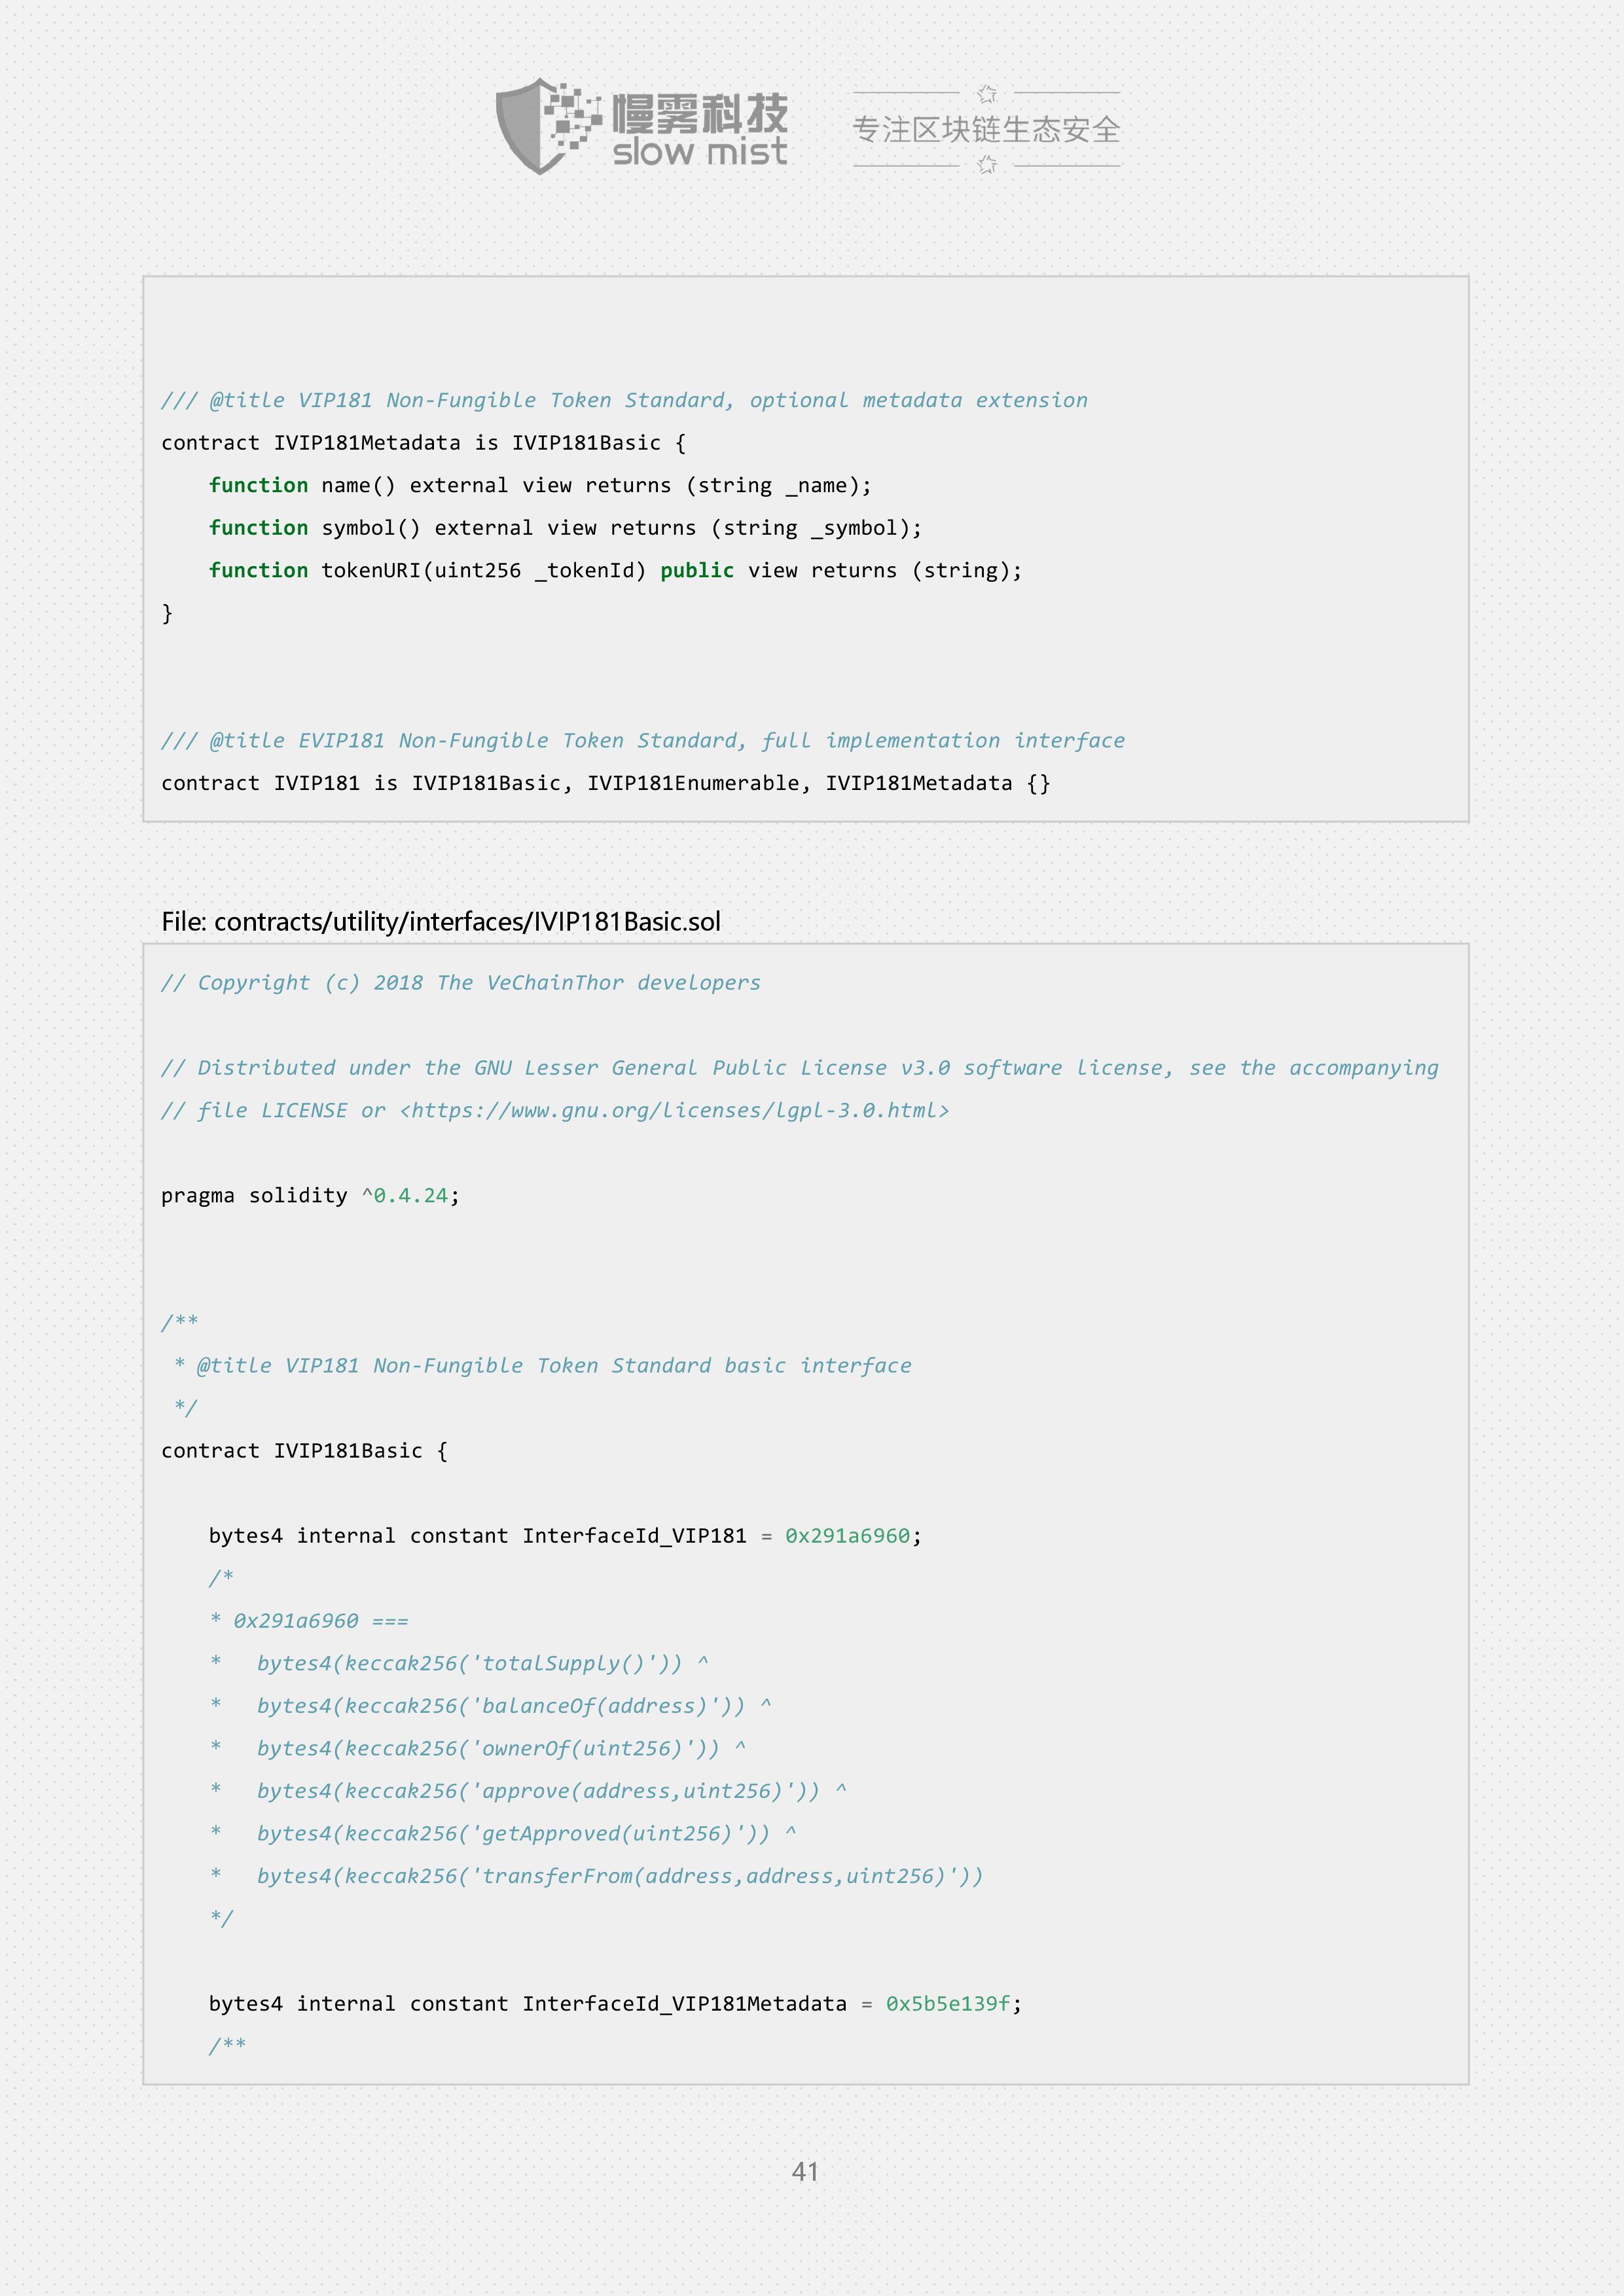 慢雾科技
slow mist
专注区块链生态安全
/// @title VIP181 Non-Fungible Token Standard, optional metadata extension
contract IVIP181Metadata is IVIP181Basic {
    function name() external view returns (string _name);
    function symbol() external view returns (string _symbol);
    function tokenURI(uint256 _tokenId) public view returns (string);
}
/// @title EVIP181 Non-Fungible Token Standard, full implementation interface
contract IVIP181 is IVIP181Basic, IVIP181Enumerable, IVIP181Metadata {}
File: contracts/utility/interfaces/IVIP181Basic.sol
// Copyright (c) 2018 The VeChainThor developers
// Distributed under the GNU Lesser General Public License v3.0 software license, see the accompanying
// file LICENSE or <https://www.gnu.org/licenses/lgpl-3.0.html>
pragma solidity ^0.4.24;
/**
 * @title VIP181 Non-Fungible Token Standard basic interface
 */
contract IVIP181Basic {
    bytes4 internal constant InterfaceId_VIP181 = 0x291a6960;
    /*
    * 0x291a6960 ===
    *   bytes4(keccak256('totalSupply()')) ^
    *   bytes4(keccak256('balanceOf(address)')) ^
    *   bytes4(keccak256('ownerOf(uint256)')) ^
    *   bytes4(keccak256('approve(address,uint256)')) ^
    *   bytes4(keccak256('getApproved(uint256)')) ^
    *   bytes4(keccak256('transferFrom(address,address,uint256)'))
    */
    bytes4 internal constant InterfaceId_VIP181Metadata = 0x5b5e139f;
    /**
41